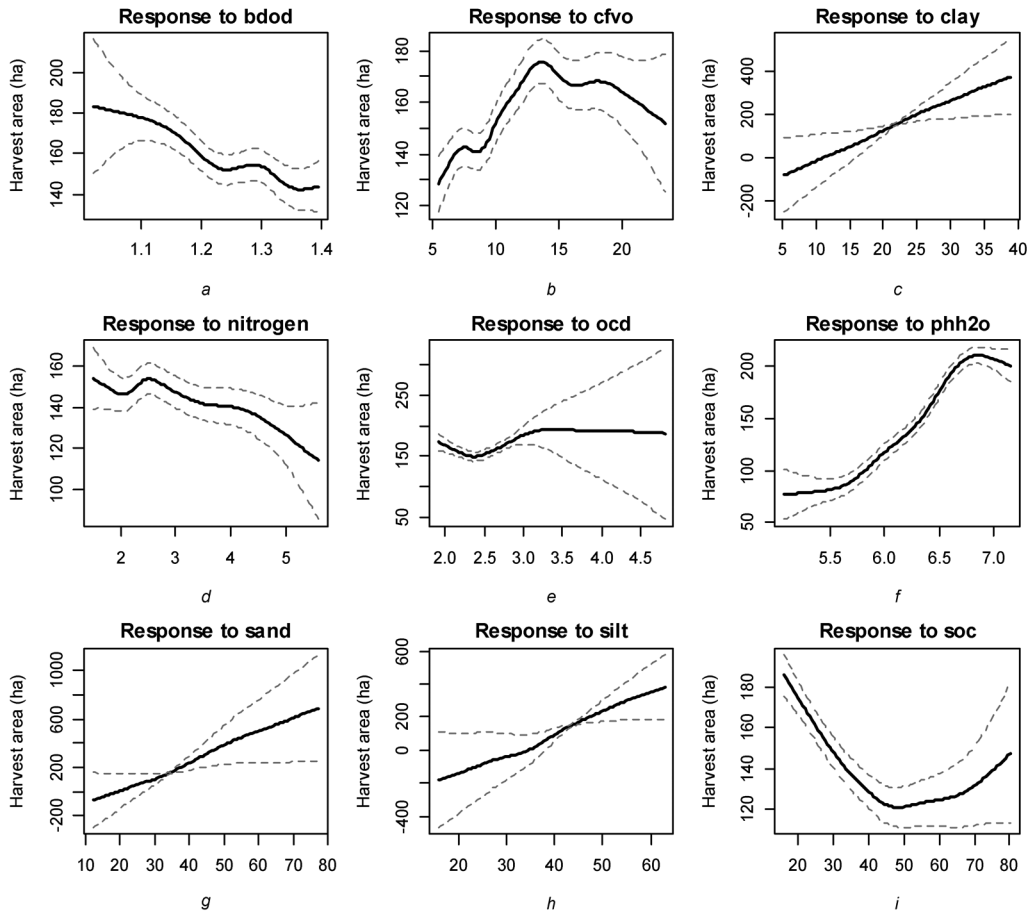 Response to bdod
Harvest area (ha)
140 160 180 200
1.1 1.2 1.3 1.4
a
Response to cfvo
Harvest area (ha)
120 140 160 180
5 10 15 20
b
Response to clay
Harvest area (ha)
-200 0 200 400
5 10 15 20 25 30 35 40
c
Response to nitrogen
Harvest area (ha)
100 120 140 160
2 3 4 5
d
Response to ocd
Harvest area (ha)
50 150 250
2.0 2.5 3.0 3.5 4.0 4.5
e
Response to phh2o
Harvest area (ha)
50 100 150 200
5.5 6.0 6.5 7.0
f
Response to sand
Harvest area (ha)
-200 200 600 1000
10 20 30 40 50 60 70 80
g
Response to silt
Harvest area (ha)
-400 0 200 600
20 30 40 50 60
h
Response to soc
Harvest area (ha)
120 140 160 180
20 30 40 50 60 70 80
i